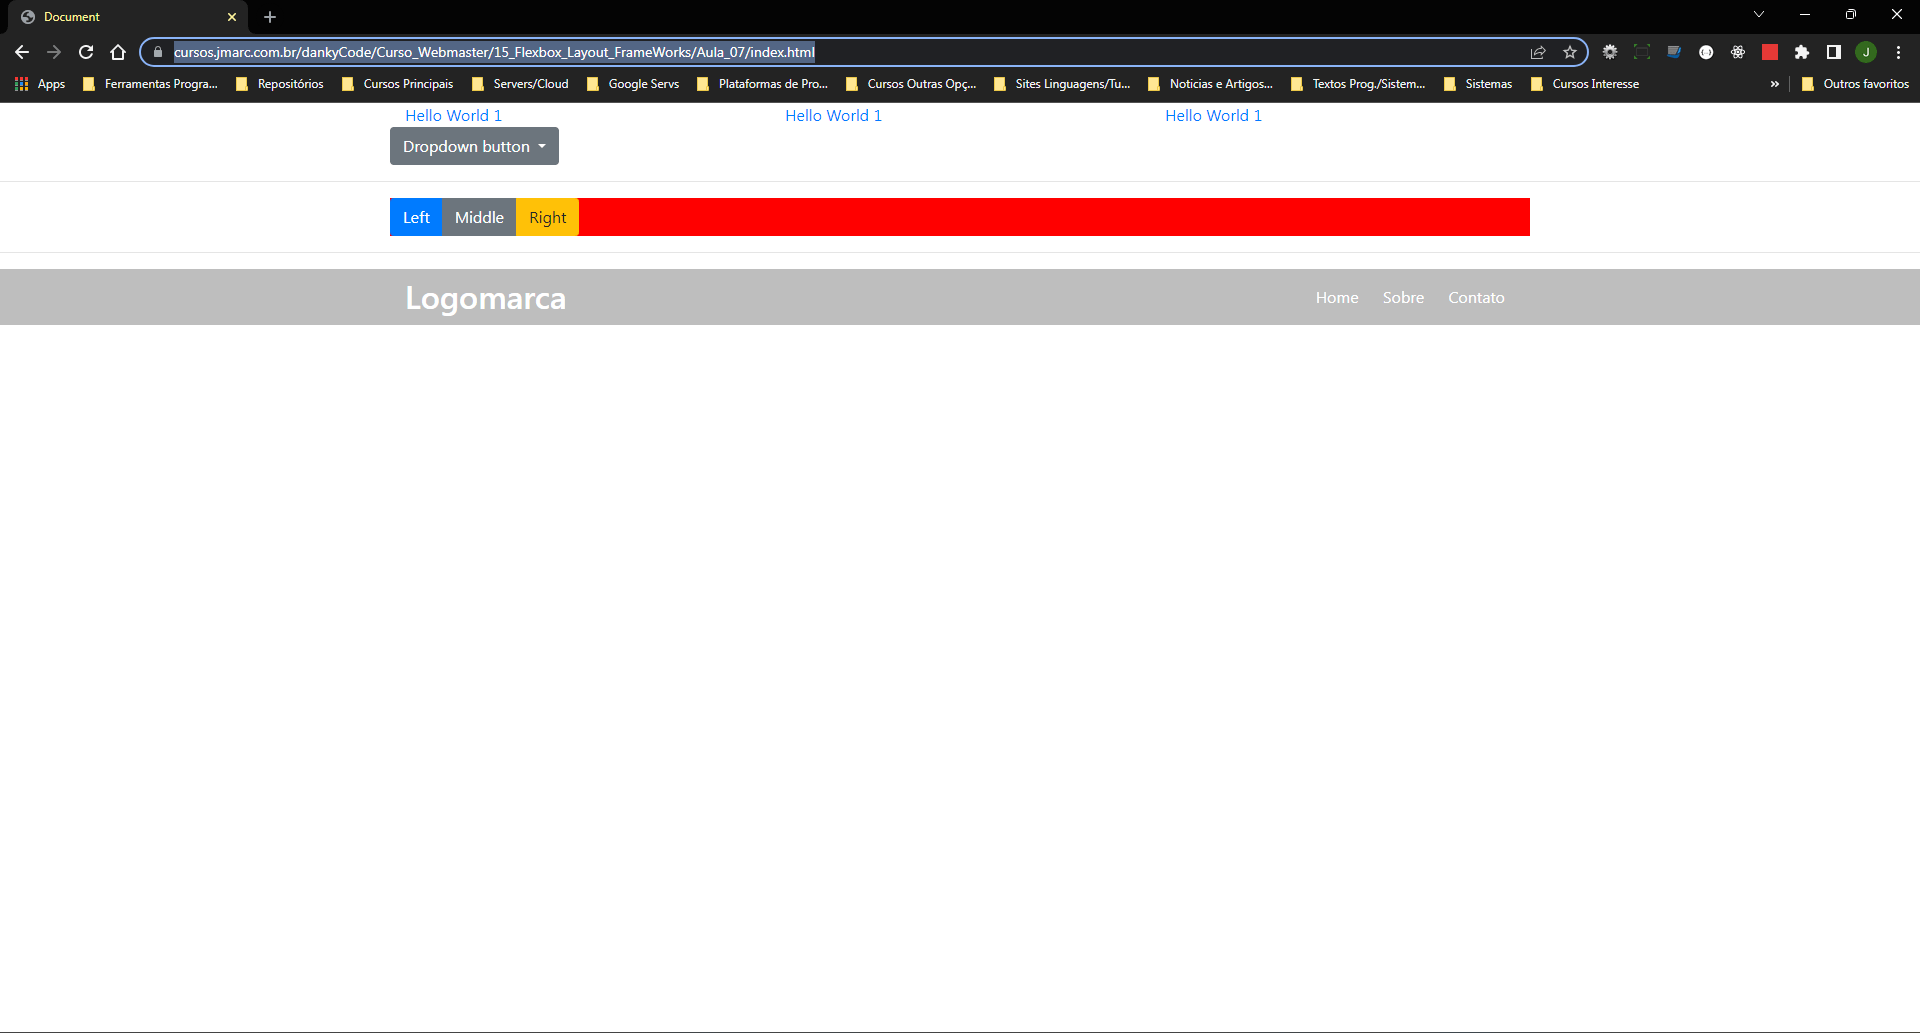 Document
cursos.jmarc.com.br/dankyCode/Curso_Webmaster/15_Flexbox_Layout_FrameWorks/Aula_07/index.html
J
Apps Ferramentas Progra... Repositórios Cursos Principais Servers/Cloud Google Servs Plataformas de Pro... Cursos Outras Opç... Sites Linguagens/Tu... Noticias e Artigos... Textos Prog./Sistem... Sistemas Cursos Interesse » Outros favoritos
Hello World 1 Hello World 1 Hello World 1
Dropdown button
Left Middle Right
Logomarca Home Sobre Contato